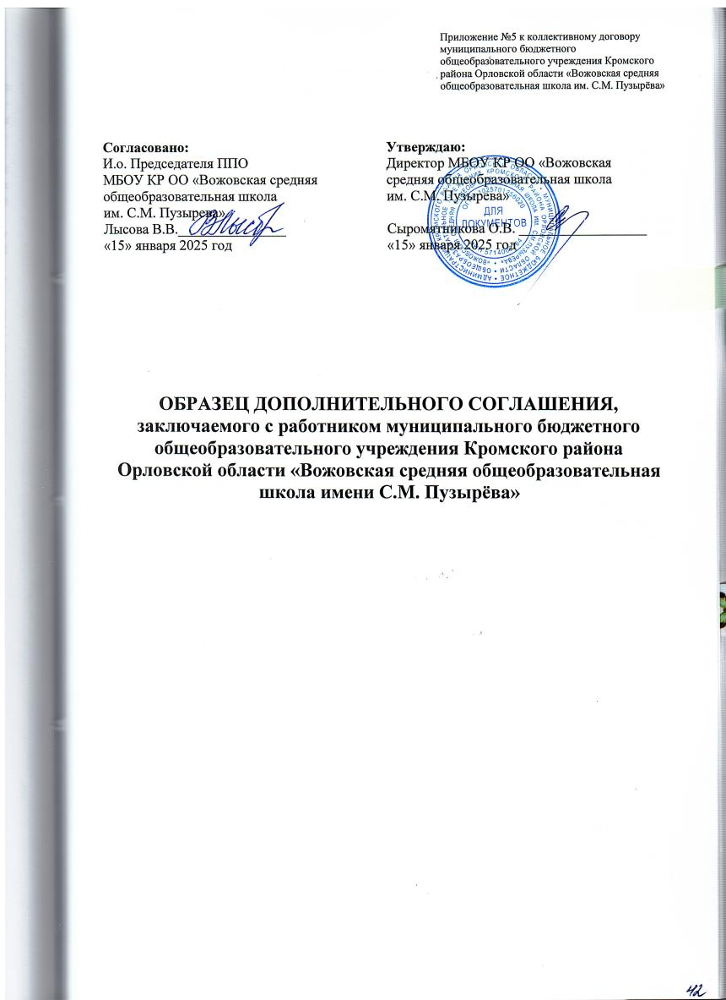 Приложение №5 к коллективному договору
муниципального бюджетного
общеобразовательного учреждения Кромского
района Орловской области «Вожовская средняя
общеобразовательная школа им. С.М. Пузырёва»
Согласовано:
И.о. Председателя ППО
МБОУ КР ОО «Вожовская средняя
общеобразовательная школа
им. С.М. Пузырева»
Лысова В.В.
«15» января 2025 год
Утверждаю:
Директор МБОУ КР ОО «Вожовская
средняя общеобразовательная школа
им. С.М. Пузырёва»
Сыромятникова О.В.
«15» января 2025 год
ДЛЯ
ДОКУМЕНТОВ
ОБРАЗЕЦ ДОПОЛНИТЕЛЬНОГО СОГЛАШЕНИЯ,
заключаемого с работником муниципального бюджетного
общеобразовательного учреждения Кромского района
Орловской области «Вожовская средняя общеобразовательная
школа имени С.М. Пузырёва»
42